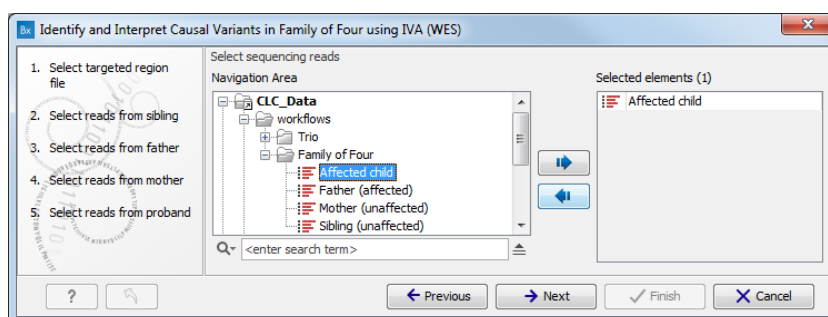 Bx Identify and Interpret Causal Variants in Family of Four using IVA (WES)
1. Select targeted region
file
2. Select reads from sibling
3. Select reads from father
4. Select reads from mother
5. Select reads from proband
Select sequencing reads
Navigation Area
CLC_Data
workflows
Trio
Family of Four
Affected child
Father (affected)
Mother (unaffected)
Sibling (unaffected)
<enter search term>
Selected elements (1)
Affected child
?
Previous
Next
Finish
Cancel